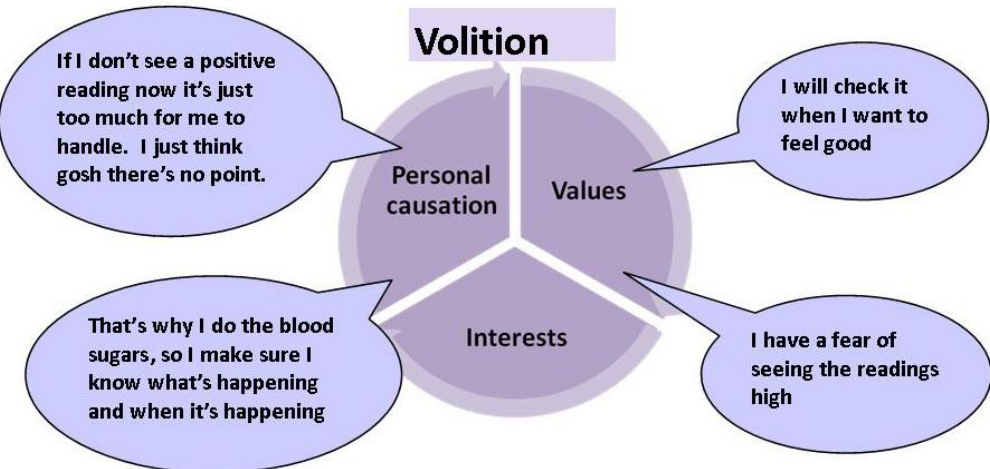 Volition
If I don't see a positive
reading now it's just
too much for me to
handle.  I just think
gosh there's no point.
I will check it
when I want to
feel good
Personal
causation
Values
Interests
That's why I do the blood
sugars, so I make sure I
know what's happening
and when it's happening
I have a fear of
seeing the readings
high